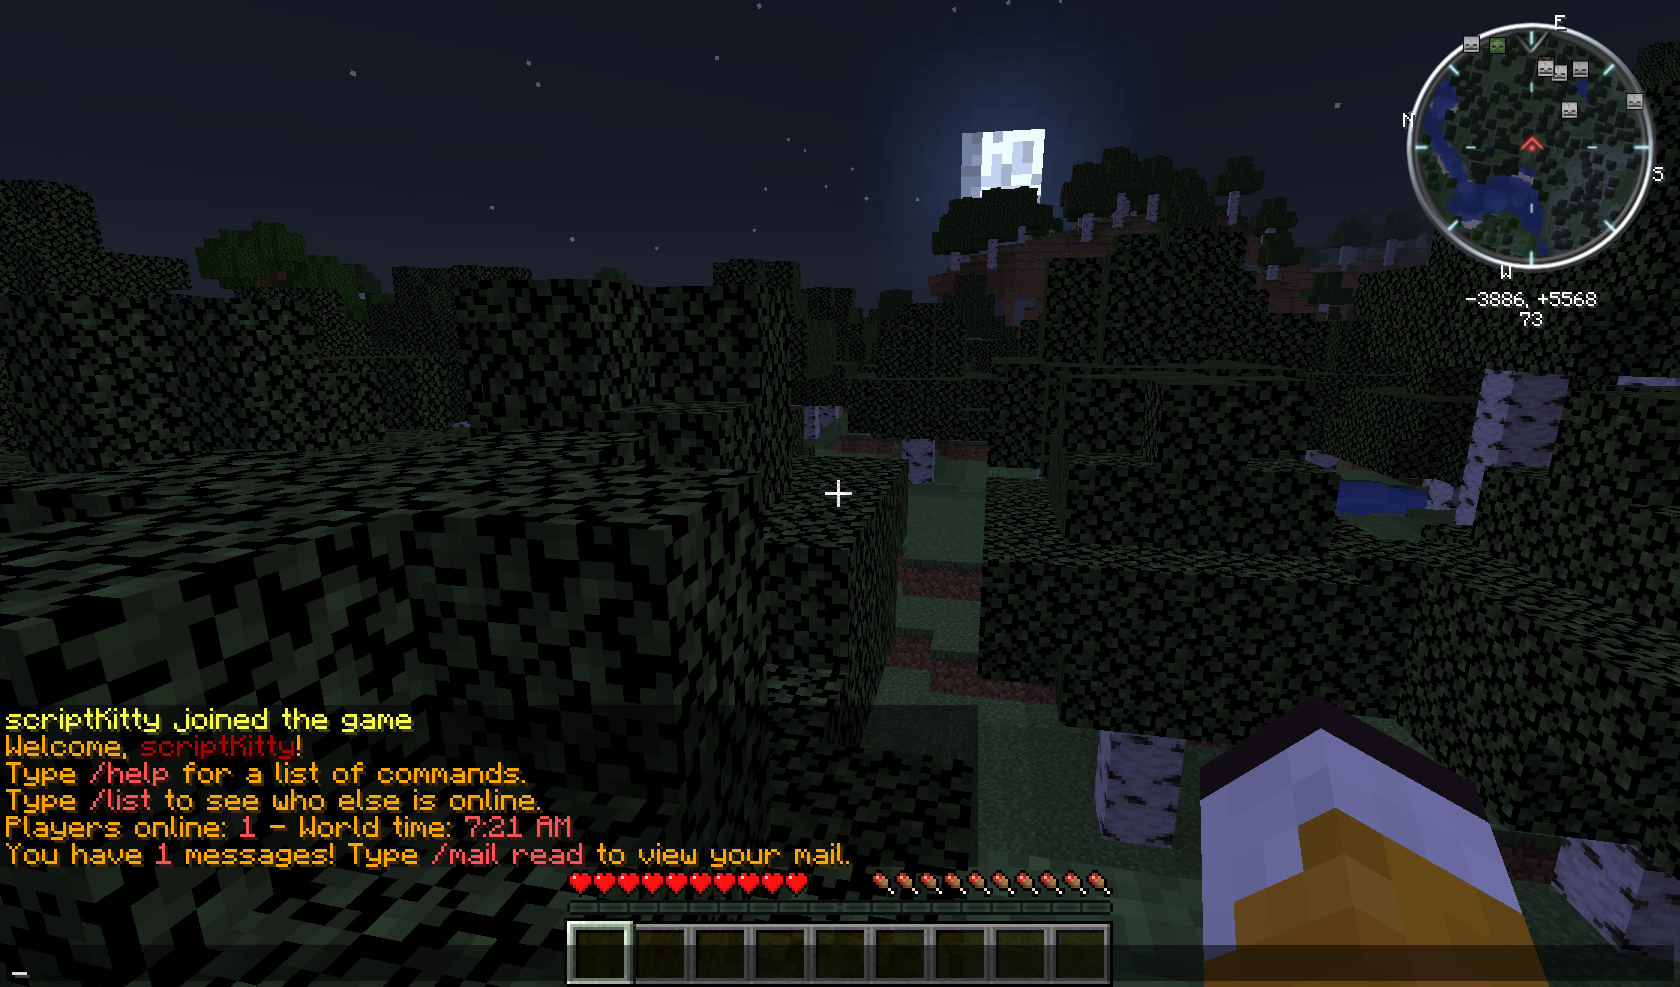 E
N
S
W
-3886, +5568
73
scriptKitty joined the game
Welcome, scriptKitty!
Type /help for a list of commands.
Type /list to see who else is online.
Players online: 1 - World time: 7:21 AM
You have 1 messages! Type /mail read to view your mail.
_